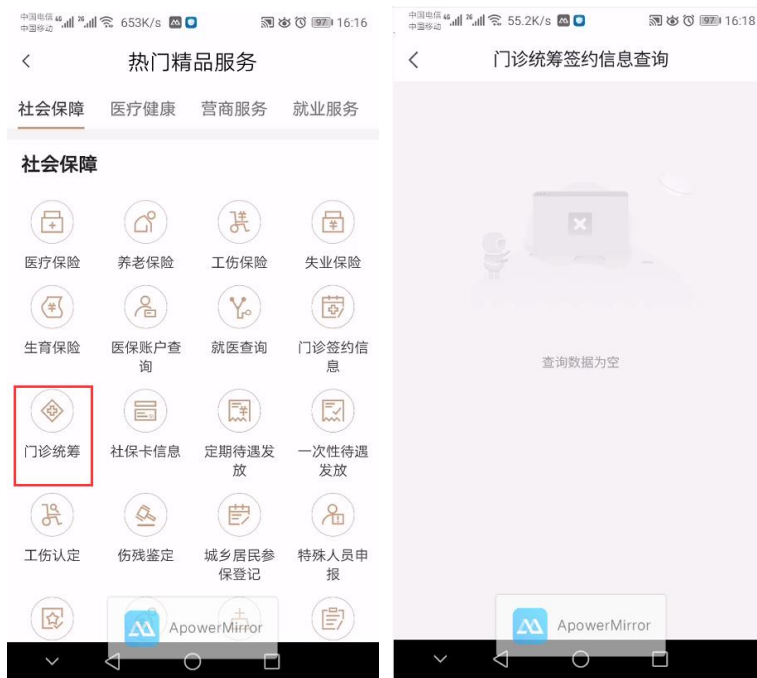 中国电信 46
中国移动 26 653K/s 97 16:16
热门精品服务
社会保障 医疗健康 营商服务 就业服务
社会保障
医疗保险 养老保险 工伤保险 失业保险
生育保险 医保账户查询 就医查询 门诊签约信息
门诊统筹 社保卡信息 定期待遇发放 一次性待遇发放
工伤认定 伤残鉴定 城乡居民参保登记 特殊人员申报
ApowerMirror
中国电信 46
中国移动 26 55.2K/s 97 16:18
门诊统筹签约信息查询
查询数据为空
ApowerMirror